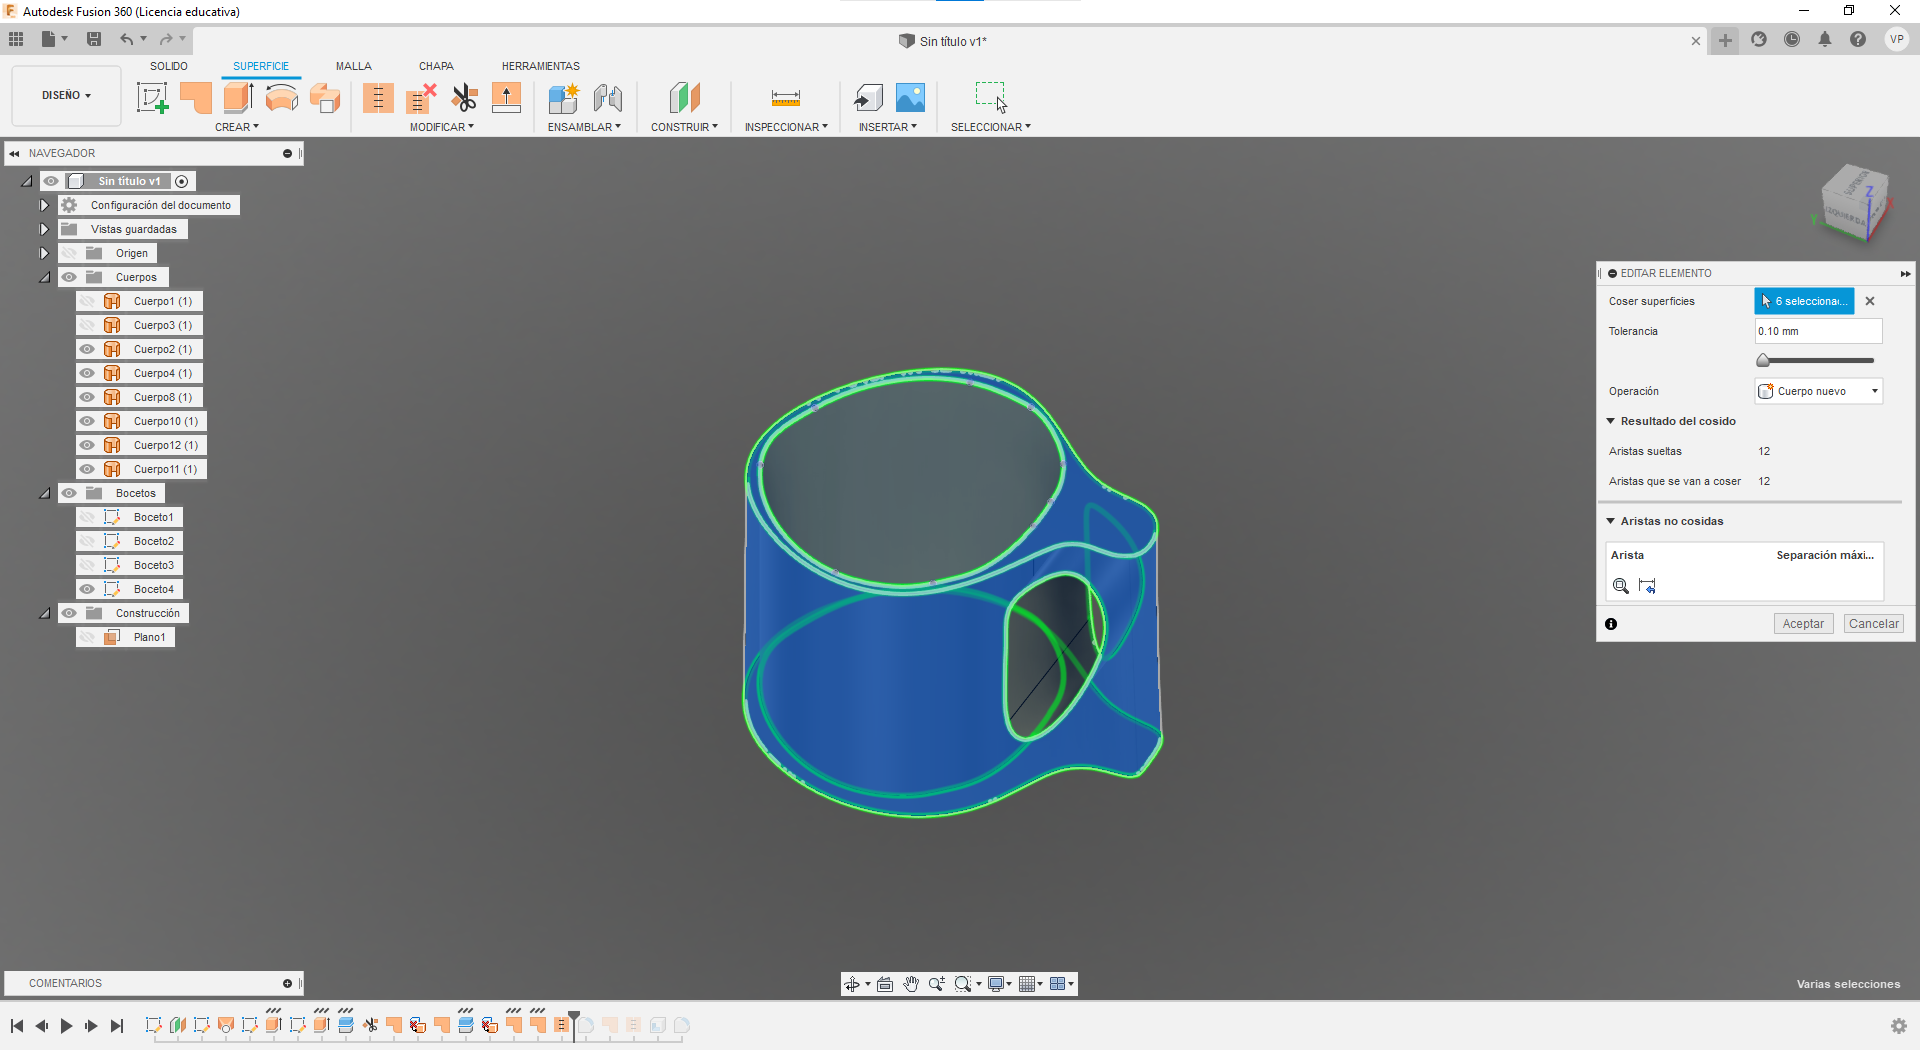 Autodesk Fusion 360 (Licencia educativa)
Sin título v1*
VP
DISEÑO
SOLIDO
SUPERFICIE
MALLA
CHAPA
HERRAMIENTAS
CREAR
MODIFICAR
ENSAMBLAR
CONSTRUIR
INSPECCIONAR
INSERTAR
SELECCIONAR
NAVEGADOR
Sin título v1
Configuración del documento
Vistas guardadas
Origen
Cuerpos
Cuerpo1 (1)
Cuerpo3 (1)
Cuerpo2 (1)
Cuerpo4 (1)
Cuerpo8 (1)
Cuerpo10 (1)
Cuerpo12 (1)
Cuerpo11 (1)
Bocetos
Boceto1
Boceto2
Boceto3
Boceto4
Construcción
Plano1
SUPERIOR
IZQUIERDA
Z
X
Y
EDITAR ELEMENTO
Coser superficies
6 selecciona...
Tolerancia
0.10 mm
Operación
Cuerpo nuevo
Resultado del cosido
Aristas sueltas 12
Aristas que se van a coser 12
Aristas no cosidas
Arista Separación máxi...
Aceptar
Cancelar
COMENTARIOS
Varias selecciones